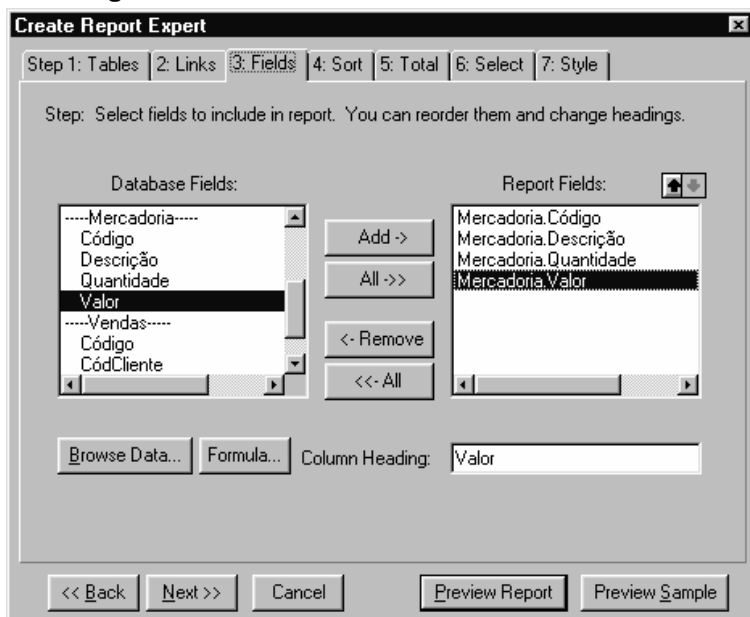 Create Report Expert
Step 1: Tables 2: Links 3: Fields 4: Sort 5: Total 6: Select 7: Style
Step: Select fields to include in report. You can reorder them and change headings.
Database Fields:
-----Mercadoria-----
Código
Descrição
Quantidade
Valor
-----Vendas-----
Código
CódCliente
Add ->
All ->>
<- Remove
<<- All
Report Fields:
Mercadoria.Código
Mercadoria.Descrição
Mercadoria.Quantidade
Mercadoria.Valor
Browse Data... Formula... Column Heading: Valor
<< Back Next >> Cancel Preview Report Preview Sample